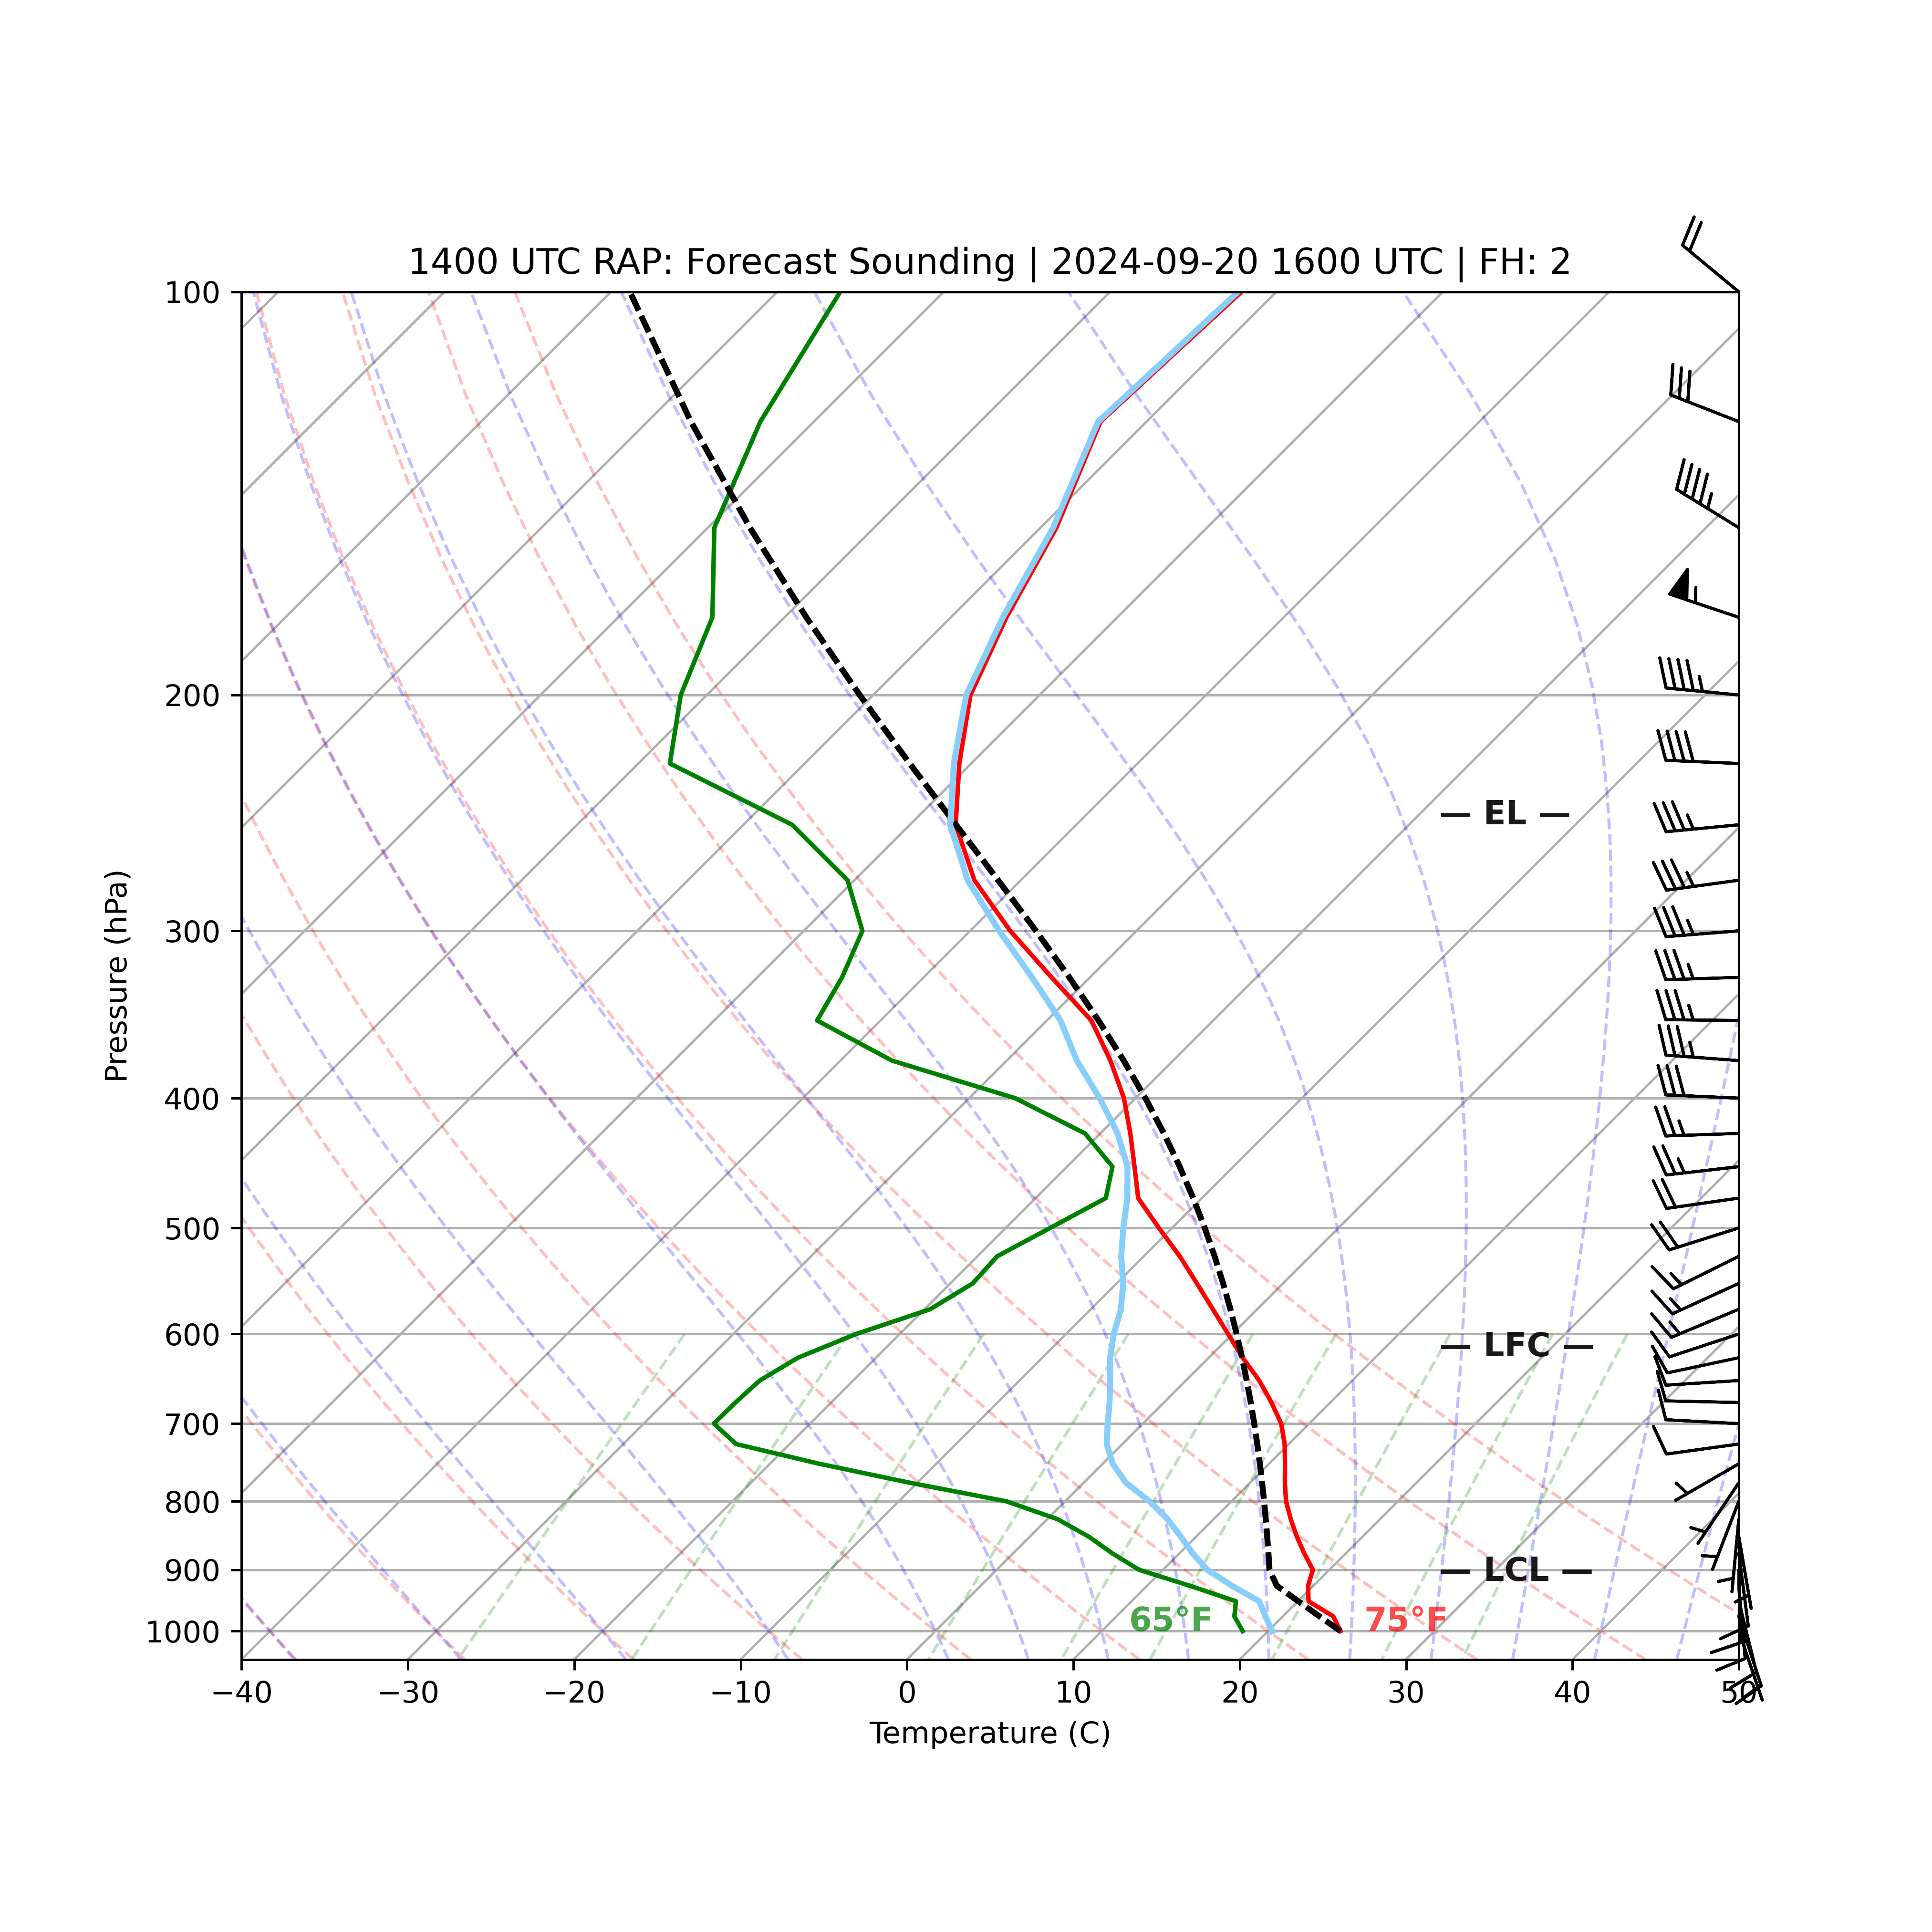 1400 UTC RAP: Forecast Sounding | 2024-09-20 1600 UTC | FH: 2
100
200
— EL —
300
Pressure (hPa)
400
500
600
— LFC —
700
800
900
— LCL —
65°F
75°F
1000
−40
−30
−20
−10
0
10
20
30
40
50
Temperature (C)